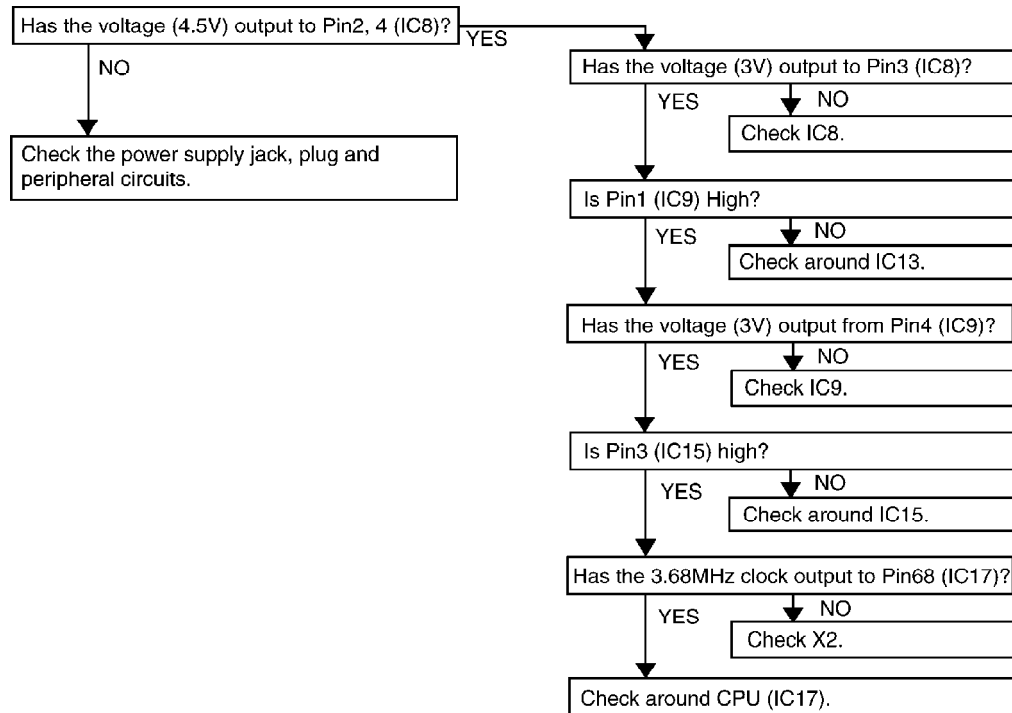 Has the voltage (4.5V) output to Pin2, 4 (IC8)?
YES
NO
Check the power supply jack, plug and
peripheral circuits.
Has the voltage (3V) output to Pin3 (IC8)?
YES
NO
Check IC8.
Is Pin1 (IC9) High?
YES
NO
Check around IC13.
Has the voltage (3V) output from Pin4 (IC9)?
YES
NO
Check IC9.
Is Pin3 (IC15) high?
YES
NO
Check around IC15.
Has the 3.68MHz clock output to Pin68 (IC17)?
YES
NO
Check X2.
Check around CPU (IC17).